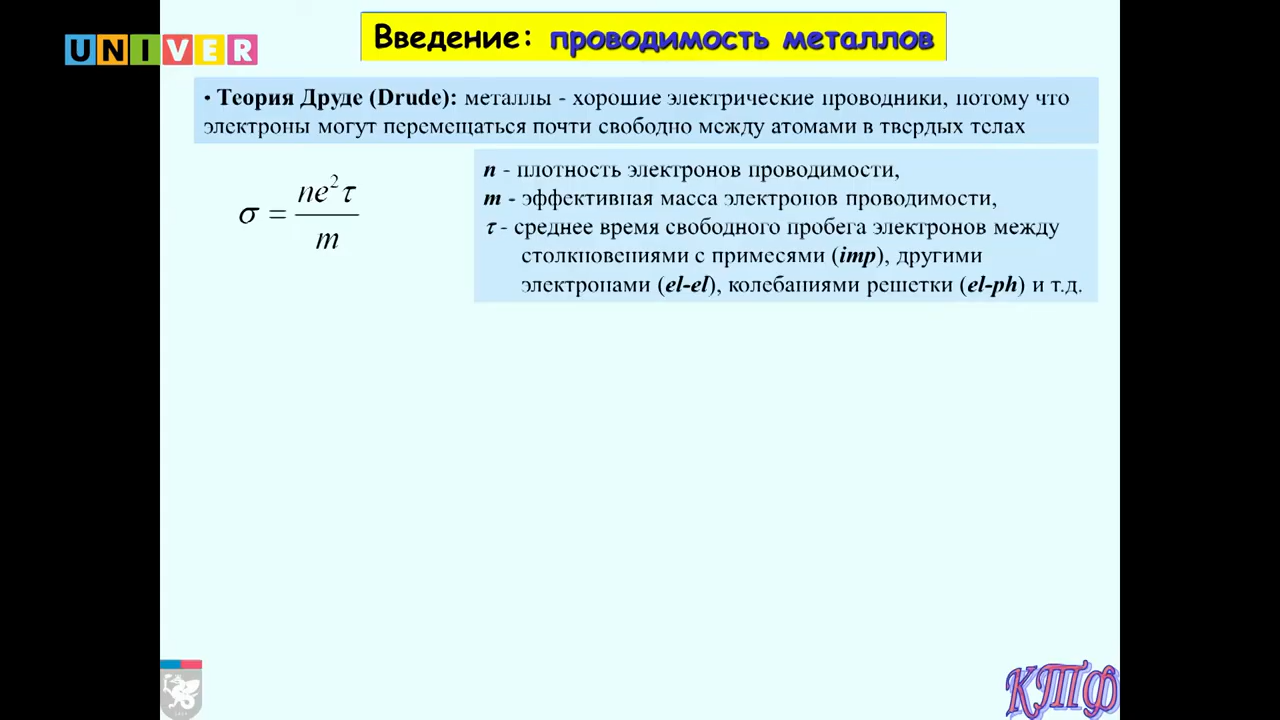 UNIVER
Введение: проводимость металлов
• Теория Друде (Drude): металлы - хорошие электрические проводники, потому что
электроны могут перемещаться почти свободно между атомами в твердых телах
σ = ne²τ / m
n - плотность электронов проводимости,
m - эффективная масса электронов проводимости,
τ - среднее время свободного пробега электронов между
столкновениями с примесями (imp), другими
электронами (el-el), колебаниями решетки (el-ph) и т.д.
КТФ